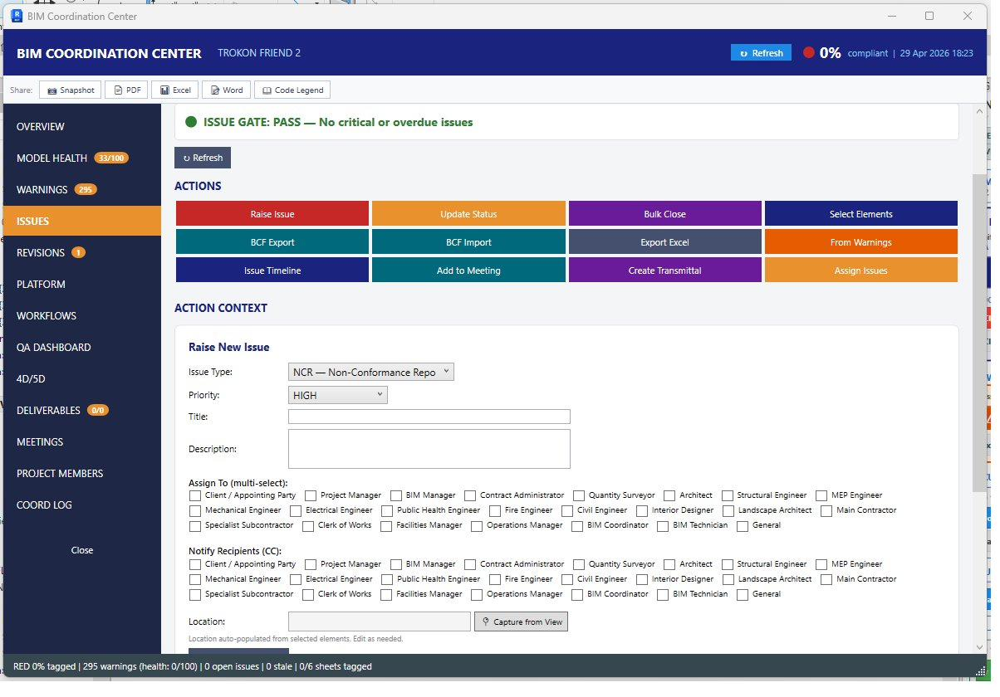 BIM Coordination Center
BIM COORDINATION CENTER TROKON FRIEND 2 ↻ Refresh 0% compliant | 29 Apr 2026 18:23
Share: Snapshot PDF Excel Word Code Legend
OVERVIEW
MODEL HEALTH 33/100
WARNINGS 295
ISSUES
REVISIONS 1
PLATFORM
WORKFLOWS
QA DASHBOARD
4D/5D
DELIVERABLES 0/0
MEETINGS
PROJECT MEMBERS
COORD LOG
Close
ISSUE GATE: PASS — No critical or overdue issues
↻ Refresh
ACTIONS
Raise Issue Update Status Bulk Close Select Elements
BCF Export BCF Import Export Excel From Warnings
Issue Timeline Add to Meeting Create Transmittal Assign Issues
ACTION CONTEXT
Raise New Issue
Issue Type: NCR — Non-Conformance Repo
Priority: HIGH
Title:
Description:
Assign To (multi-select):
Client / Appointing Party Project Manager BIM Manager Contract Administrator Quantity Surveyor Architect Structural Engineer MEP Engineer
Mechanical Engineer Electrical Engineer Public Health Engineer Fire Engineer Civil Engineer Interior Designer Landscape Architect Main Contractor
Specialist Subcontractor Clerk of Works Facilities Manager Operations Manager BIM Coordinator BIM Technician General
Notify Recipients (CC):
Client / Appointing Party Project Manager BIM Manager Contract Administrator Quantity Surveyor Architect Structural Engineer MEP Engineer
Mechanical Engineer Electrical Engineer Public Health Engineer Fire Engineer Civil Engineer Interior Designer Landscape Architect Main Contractor
Specialist Subcontractor Clerk of Works Facilities Manager Operations Manager BIM Coordinator BIM Technician General
Location: Capture from View
Location auto-populated from selected elements. Edit as needed.
RED 0% tagged | 295 warnings (health: 0/100) | 0 open issues | 0 stale | 0/6 sheets tagged